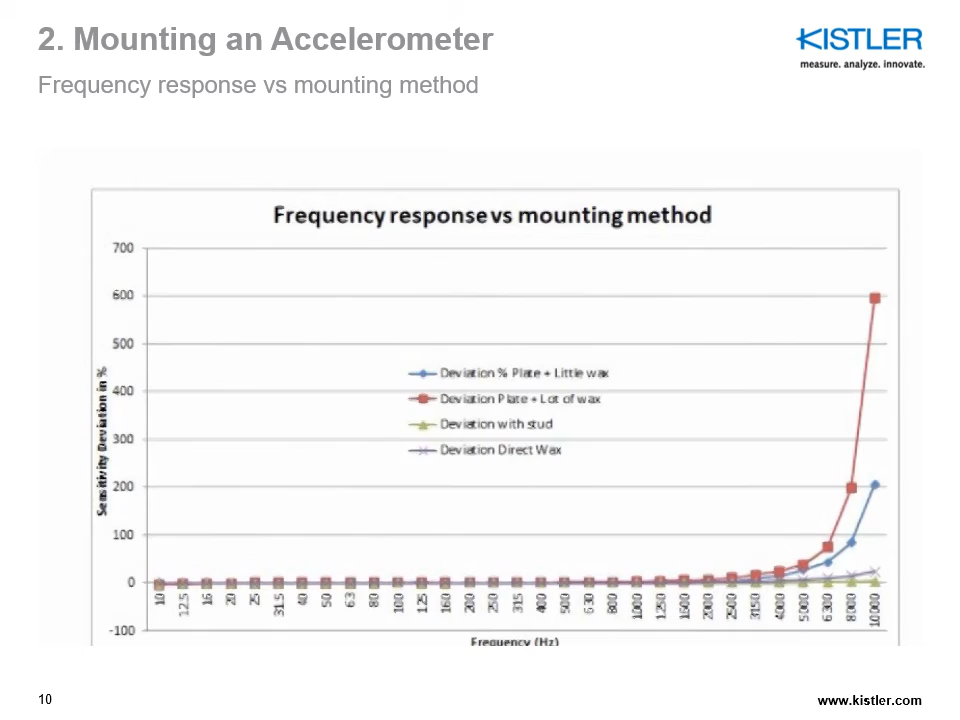 2. Mounting an Accelerometer
KISTLER
measure. analyze. innovate.
Frequency response vs mounting method
Frequency response vs mounting method
700
600
500
400
300
200
100
0
-100
Sensitivity Deviation in %
Deviation % Plate + Little wax
Deviation Plate + Lot of wax
Deviation with stud
Deviation Direct Wax
10 12.5 16 20 25 31.5 40 50 63 80 100 125 160 200 250 315 400 500 630 800 1000 1250 1600 2000 2500 3150 4000 5000 6300 8000 10000
Frequency (Hz)
10
www.kistler.com